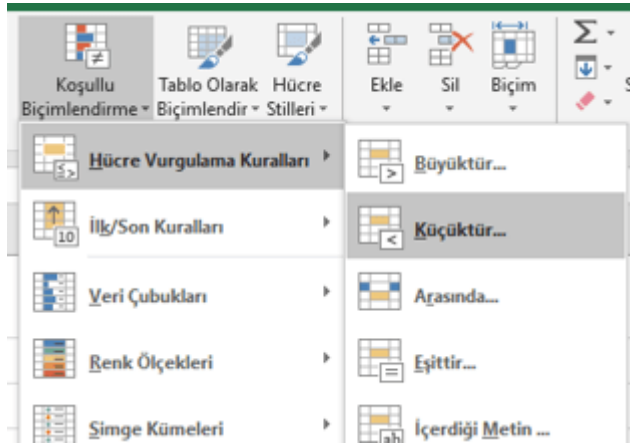 Koşullu Biçimlendirme
Tablo Olarak Biçimlendir
Hücre Stilleri
Ekle
Sil
Biçim
Hücre Vurgulama Kuralları
Büyüktür...
İlk/Son Kuralları
Küçüktür...
Veri Çubukları
Arasında...
Renk Ölçekleri
Eşittir...
Simge Kümeleri
İçerdiği Metin ...